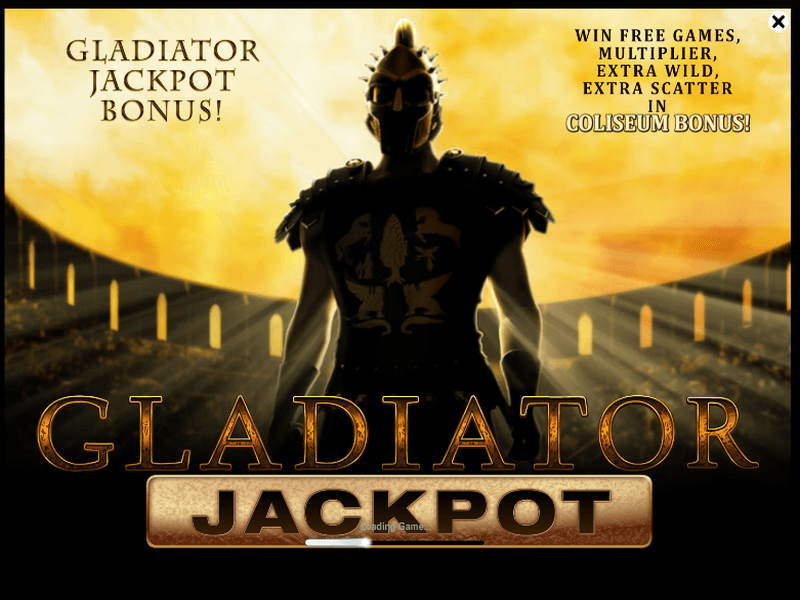 GLADIATOR
JACKPOT
BONUS!
WIN FREE GAMES,
MULTIPLIER,
EXTRA WILD,
EXTRA SCATTER
IN
COLISEUM BONUS!
GLADIATOR
JACKPOT
Loading Game...